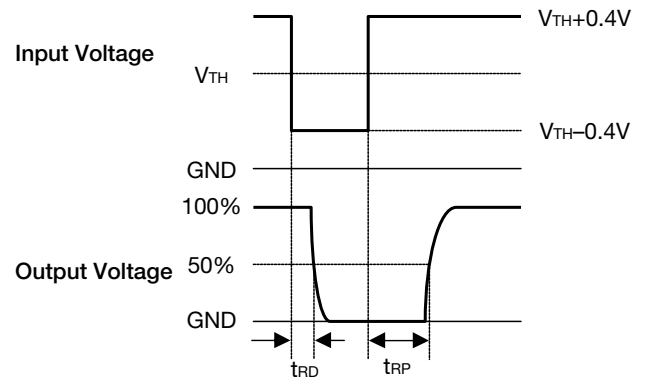 VTH+0.4V
Input Voltage
VTH
VTH–0.4V
GND
100%
Output Voltage
50%
GND
tRD
tRP